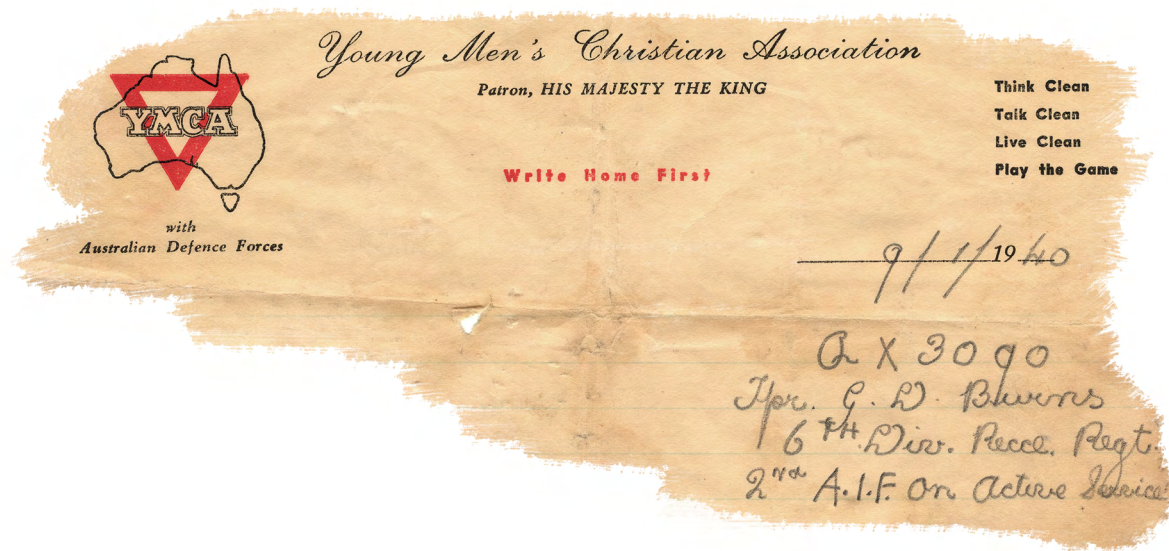 Young Men's Christian Association
Patron, HIS MAJESTY THE KING
YMCA
with
Australian Defence Forces
Think Clean
Talk Clean
Live Clean
Play the Game
Write Home First
9/1/1940
QX3090
Tpr. G. D. Burns
6TH Div. Recce. Regt.
2nd A.I.F. On Active Service